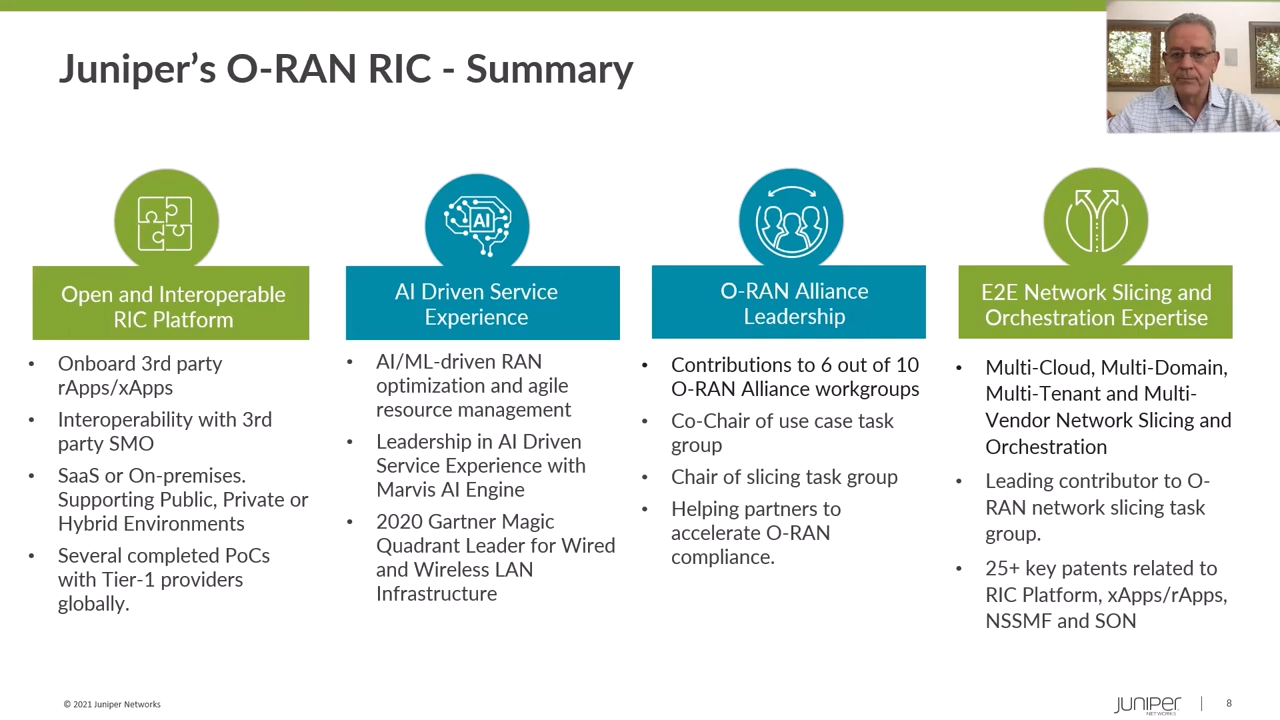 Juniper’s O-RAN RIC - Summary
Open and Interoperable
RIC Platform
• Onboard 3rd party
rApps/xApps
• Interoperability with 3rd
party SMO
• SaaS or On-premises.
Supporting Public, Private or
Hybrid Environments
• Several completed PoCs
with Tier-1 providers
globally.
AI
AI Driven Service
Experience
• AI/ML-driven RAN
optimization and agile
resource management
• Leadership in AI Driven
Service Experience with
Marvis AI Engine
• 2020 Gartner Magic
Quadrant Leader for Wired
and Wireless LAN
Infrastructure
O-RAN Alliance
Leadership
• Contributions to 6 out of 10
O-RAN Alliance workgroups
• Co-Chair of use case task
group
• Chair of slicing task group
• Helping partners to
accelerate O-RAN
compliance.
E2E Network Slicing and
Orchestration Expertise
• Multi-Cloud, Multi-Domain,
Multi-Tenant and Multi-
Vendor Network Slicing and
Orchestration
• Leading contributor to O-
RAN network slicing task
group.
• 25+ key patents related to
RIC Platform, xApps/rApps,
NSSMF and SON
© 2021 Juniper Networks
JUNIPER
NETWORKS
8